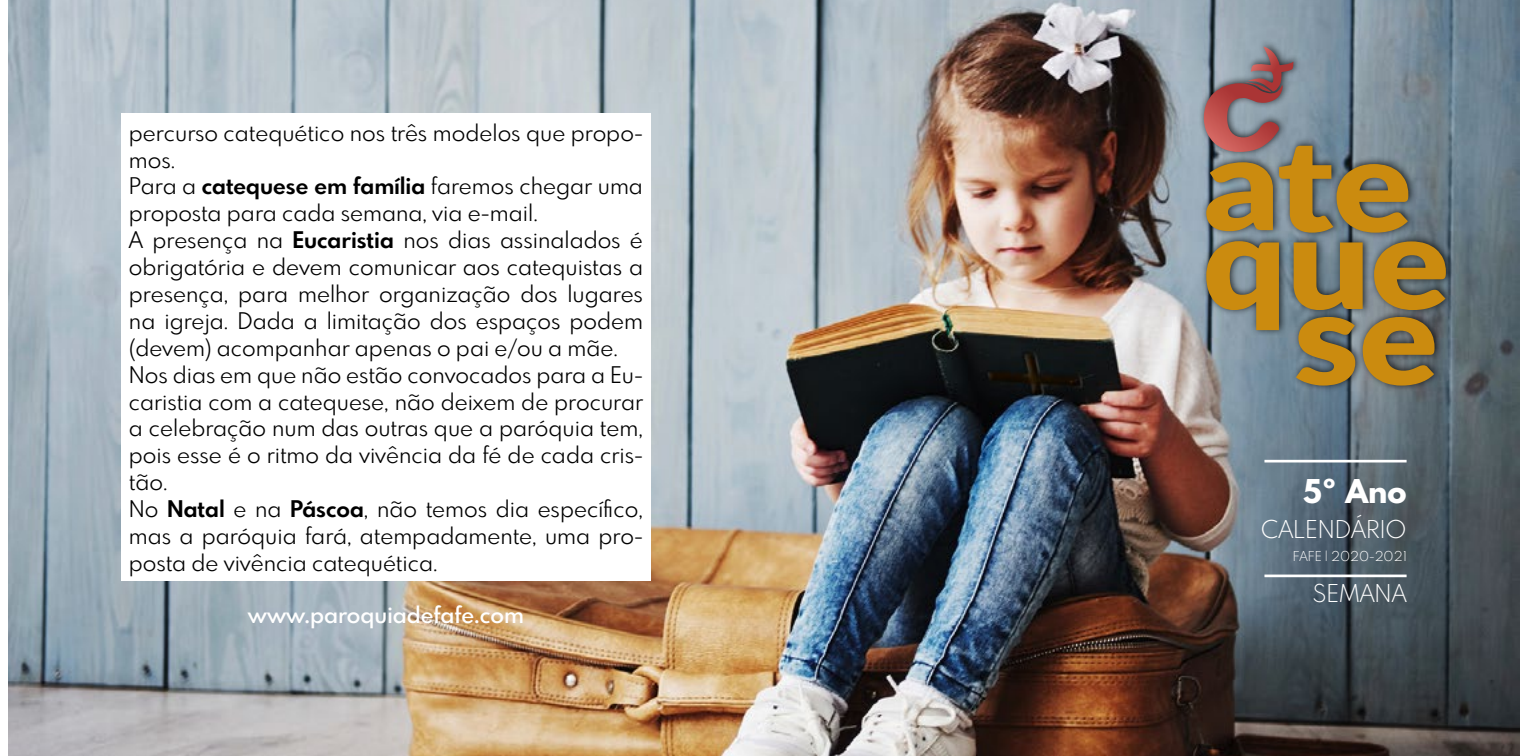 percurso catequético nos três modelos que propo-
mos.
Para a catequese em família faremos chegar uma
proposta para cada semana, via e-mail.
A presença na Eucaristia nos dias assinalados é
obrigatória e devem comunicar aos catequistas a
presença, para melhor organização dos lugares
na igreja. Dada a limitação dos espaços podem
(devem) acompanhar apenas o pai e/ou a mãe.
Nos dias em que não estão convocados para a Eu-
caristia com a catequese, não deixem de procurar
a celebração num das outras que a paróquia tem,
pois esse é o ritmo da vivência da fé de cada cris-
tão.
No Natal e na Páscoa, não temos dia específico,
mas a paróquia fará, atempadamente, uma pro-
posta de vivência catequética.
www.paroquiadefafe.com
C
ate
que
se
5º Ano
CALENDÁRIO
FAFE | 2020-2021
SEMANA